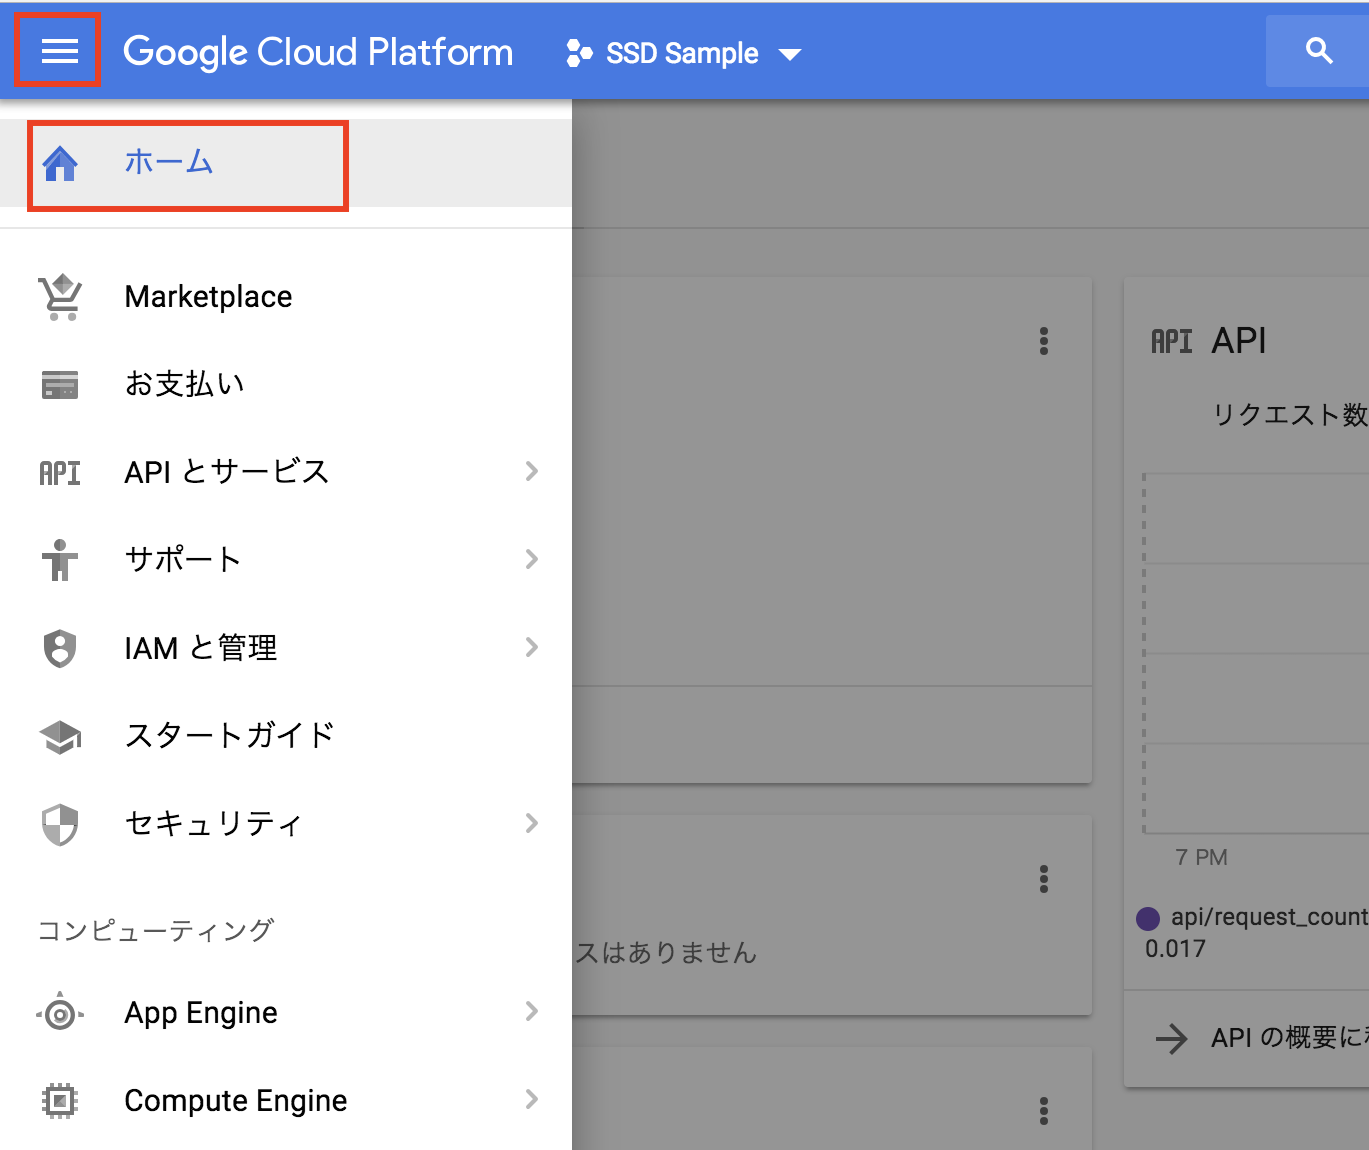 Google Cloud Platform
SSD Sample
ホーム
Marketplace
お支払い
API とサービス
サポート
IAM と管理
スタートガイド
セキュリティ
コンピューティング
App Engine
Compute Engine
スはありません
API API
リクエスト数
7 PM
api/request_count
0.017
API の概要に